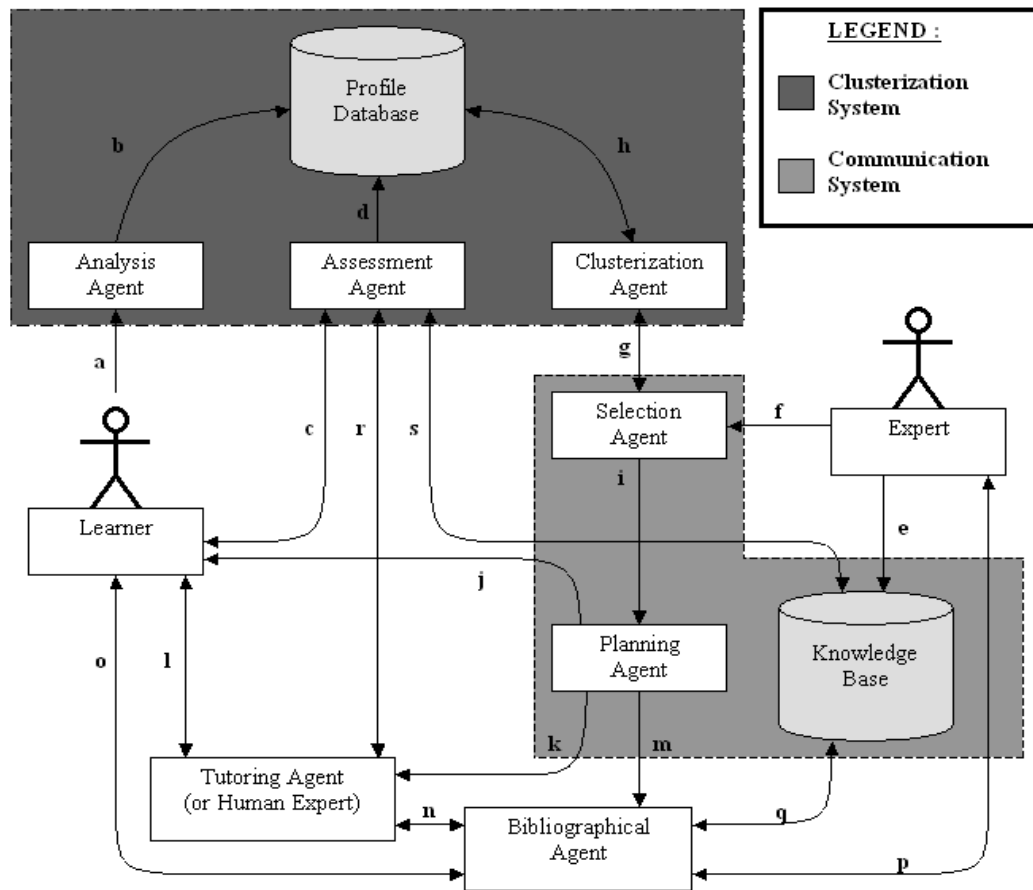 LEGEND :
Clusterization
System
Communication
System
Profile
Database
b
h
d
Analysis
Agent
Assessment
Agent
Clusterization
Agent
a
g
c
r
s
Selection
Agent
f
Expert
i
Learner
e
j
o
l
Planning
Agent
Knowledge
Base
k
m
Tutoring Agent
(or Human Expert)
n
Bibliographical
Agent
q
p